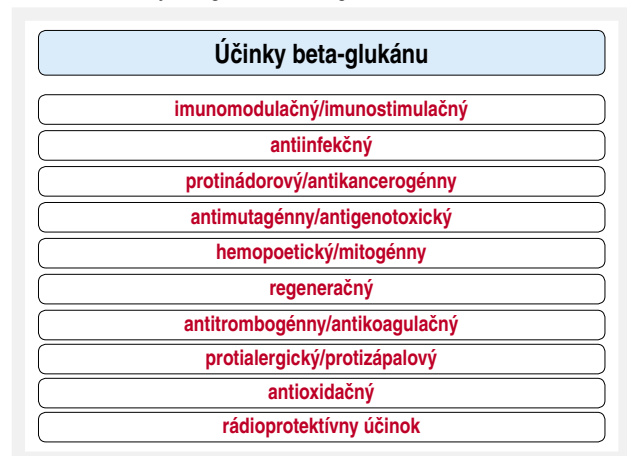 Účinky beta-glukánu
imunomodulačný/imunostimulačný
antiinfekčný
protinádorový/antikancerogénny
antimutagénny/antigenotoxický
hemopoetický/mitogénny
regeneračný
antitrombogénny/antikoagulačný
protialergický/protizápalový
antioxidačný
rádioprotektívny účinok